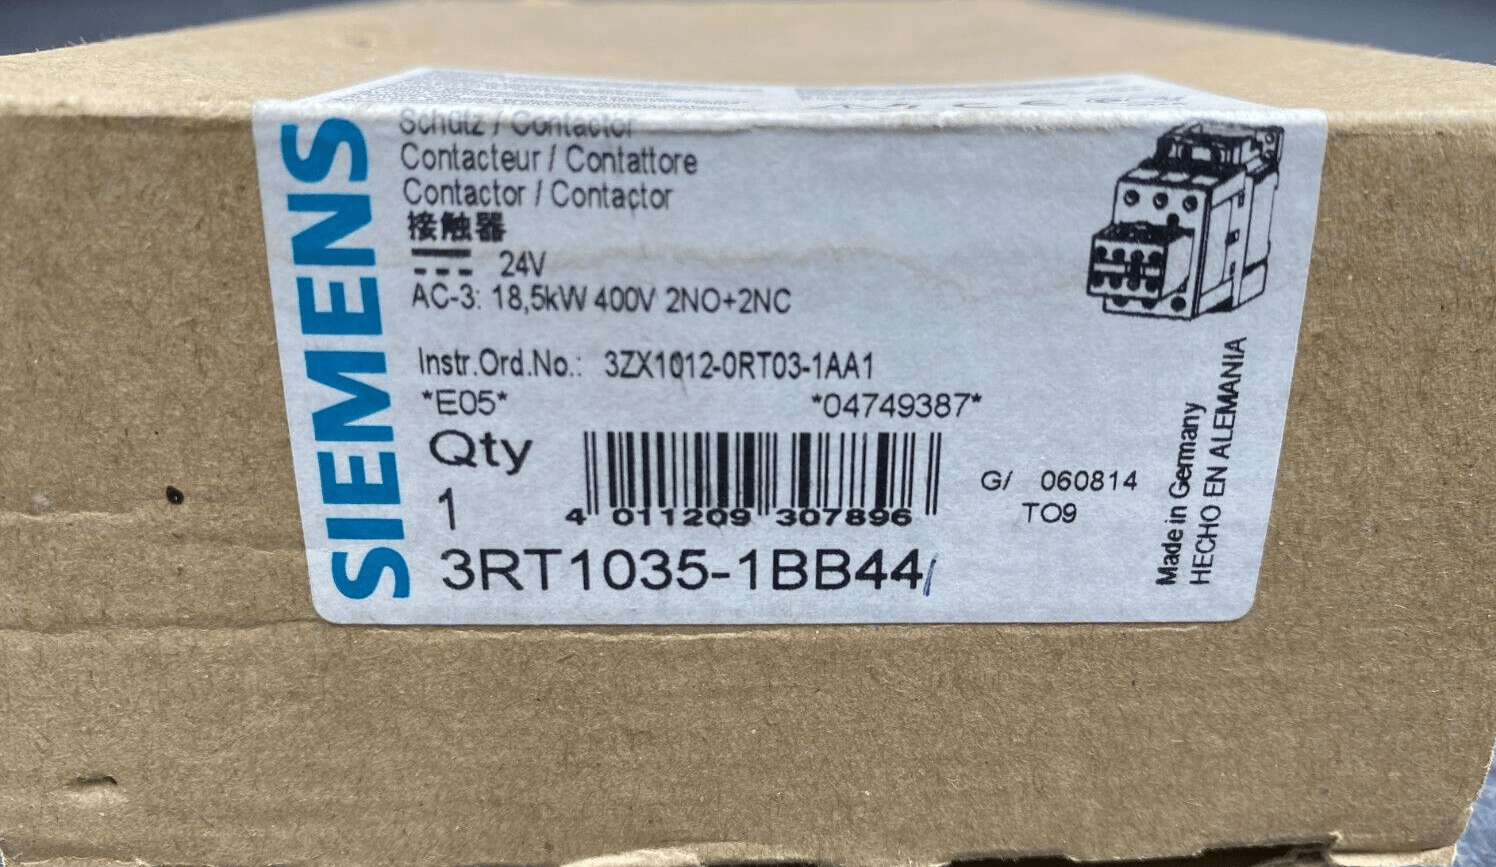 SIEMENS
Schütz / Contactor
Contacteur / Contattore
Contactor / Contactor
接触器
24V
AC-3: 18,5kW 400V 2NO+2NC
Instr.Ord.No.: 3ZX1012-0RT03-1AA1
*E05*
*04749387*
Qty
1
4 011209 307896
G/ 060814
TO9
3RT1035-1BB44
Made in Germany
HECHO EN ALEMANIA